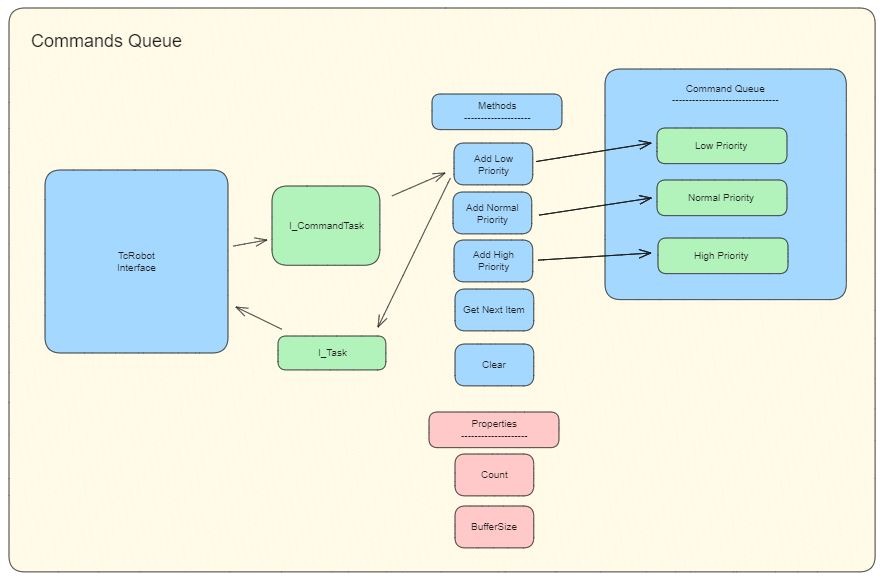 Commands Queue
TcRobot
Interface
I_CommandTask
I_Task
Methods
--------------------
Add Low
Priority
Add Normal
Priority
Add High
Priority
Get Next Item
Clear
Properties
--------------------
Count
BufferSize
Command Queue
--------------------------------
Low Priority
Normal Priority
High Priority